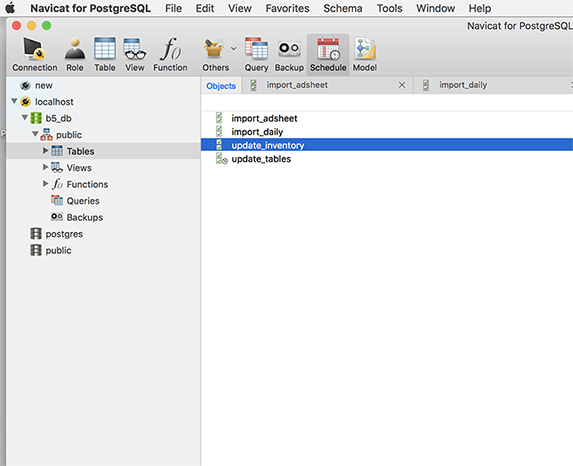 Navicat for PostgreSQL File Edit View Favorites Schema Tools Window Help
Navicat for PostgreSQL
Connection Role Table View Function Others Query Backup Schedule Model
new
localhost
b5_db
public
Tables
Views
Functions
Queries
Backups
postgres
public
Objects import_adsheet import_daily
import_adsheet
import_daily
update_inventory
update_tables